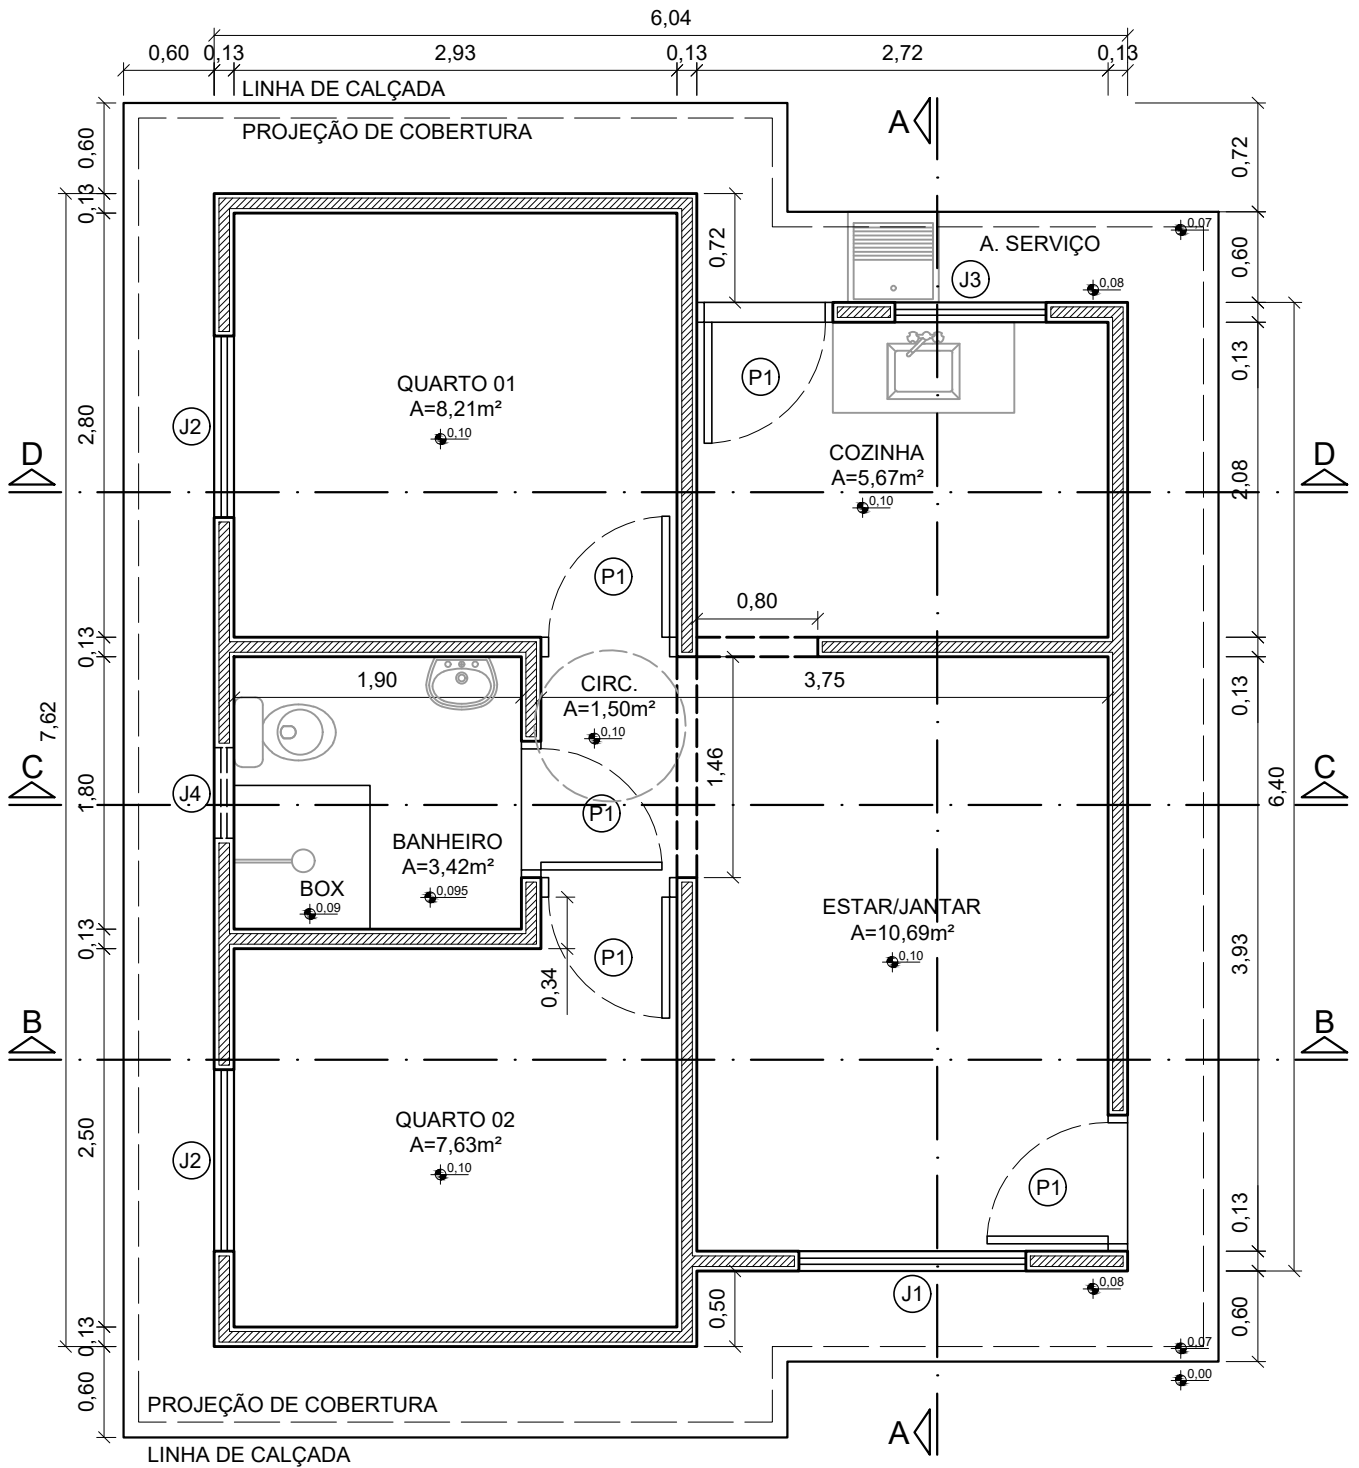 6,04
0,60 0,13 2,93 0,13 2,72 0,13
LINHA DE CALÇADA
PROJEÇÃO DE COBERTURA
A
0,60
0,72
0,13
0,72
A. SERVIÇO
0,07
0,60
J3
0,08
QUARTO 01
A=8,21m²
0,10
P1
0,13
J2
2,80
COZINHA
A=5,67m²
0,10
D
D
2,08
P1
0,80
0,13
1,90
CIRC.
A=1,50m²
0,10
3,75
0,13
7,62
C
1,46
C
J4
1,80
P1
6,40
BANHEIRO
A=3,42m²
0,095
BOX
0,09
ESTAR/JANTAR
A=10,69m²
0,10
0,13
P1
0,34
3,93
B
B
QUARTO 02
A=7,63m²
0,10
2,50
J2
P1
0,13
J1
0,08
0,50
0,60
0,13
0,07
0,00
0,60
PROJEÇÃO DE COBERTURA
A
LINHA DE CALÇADA